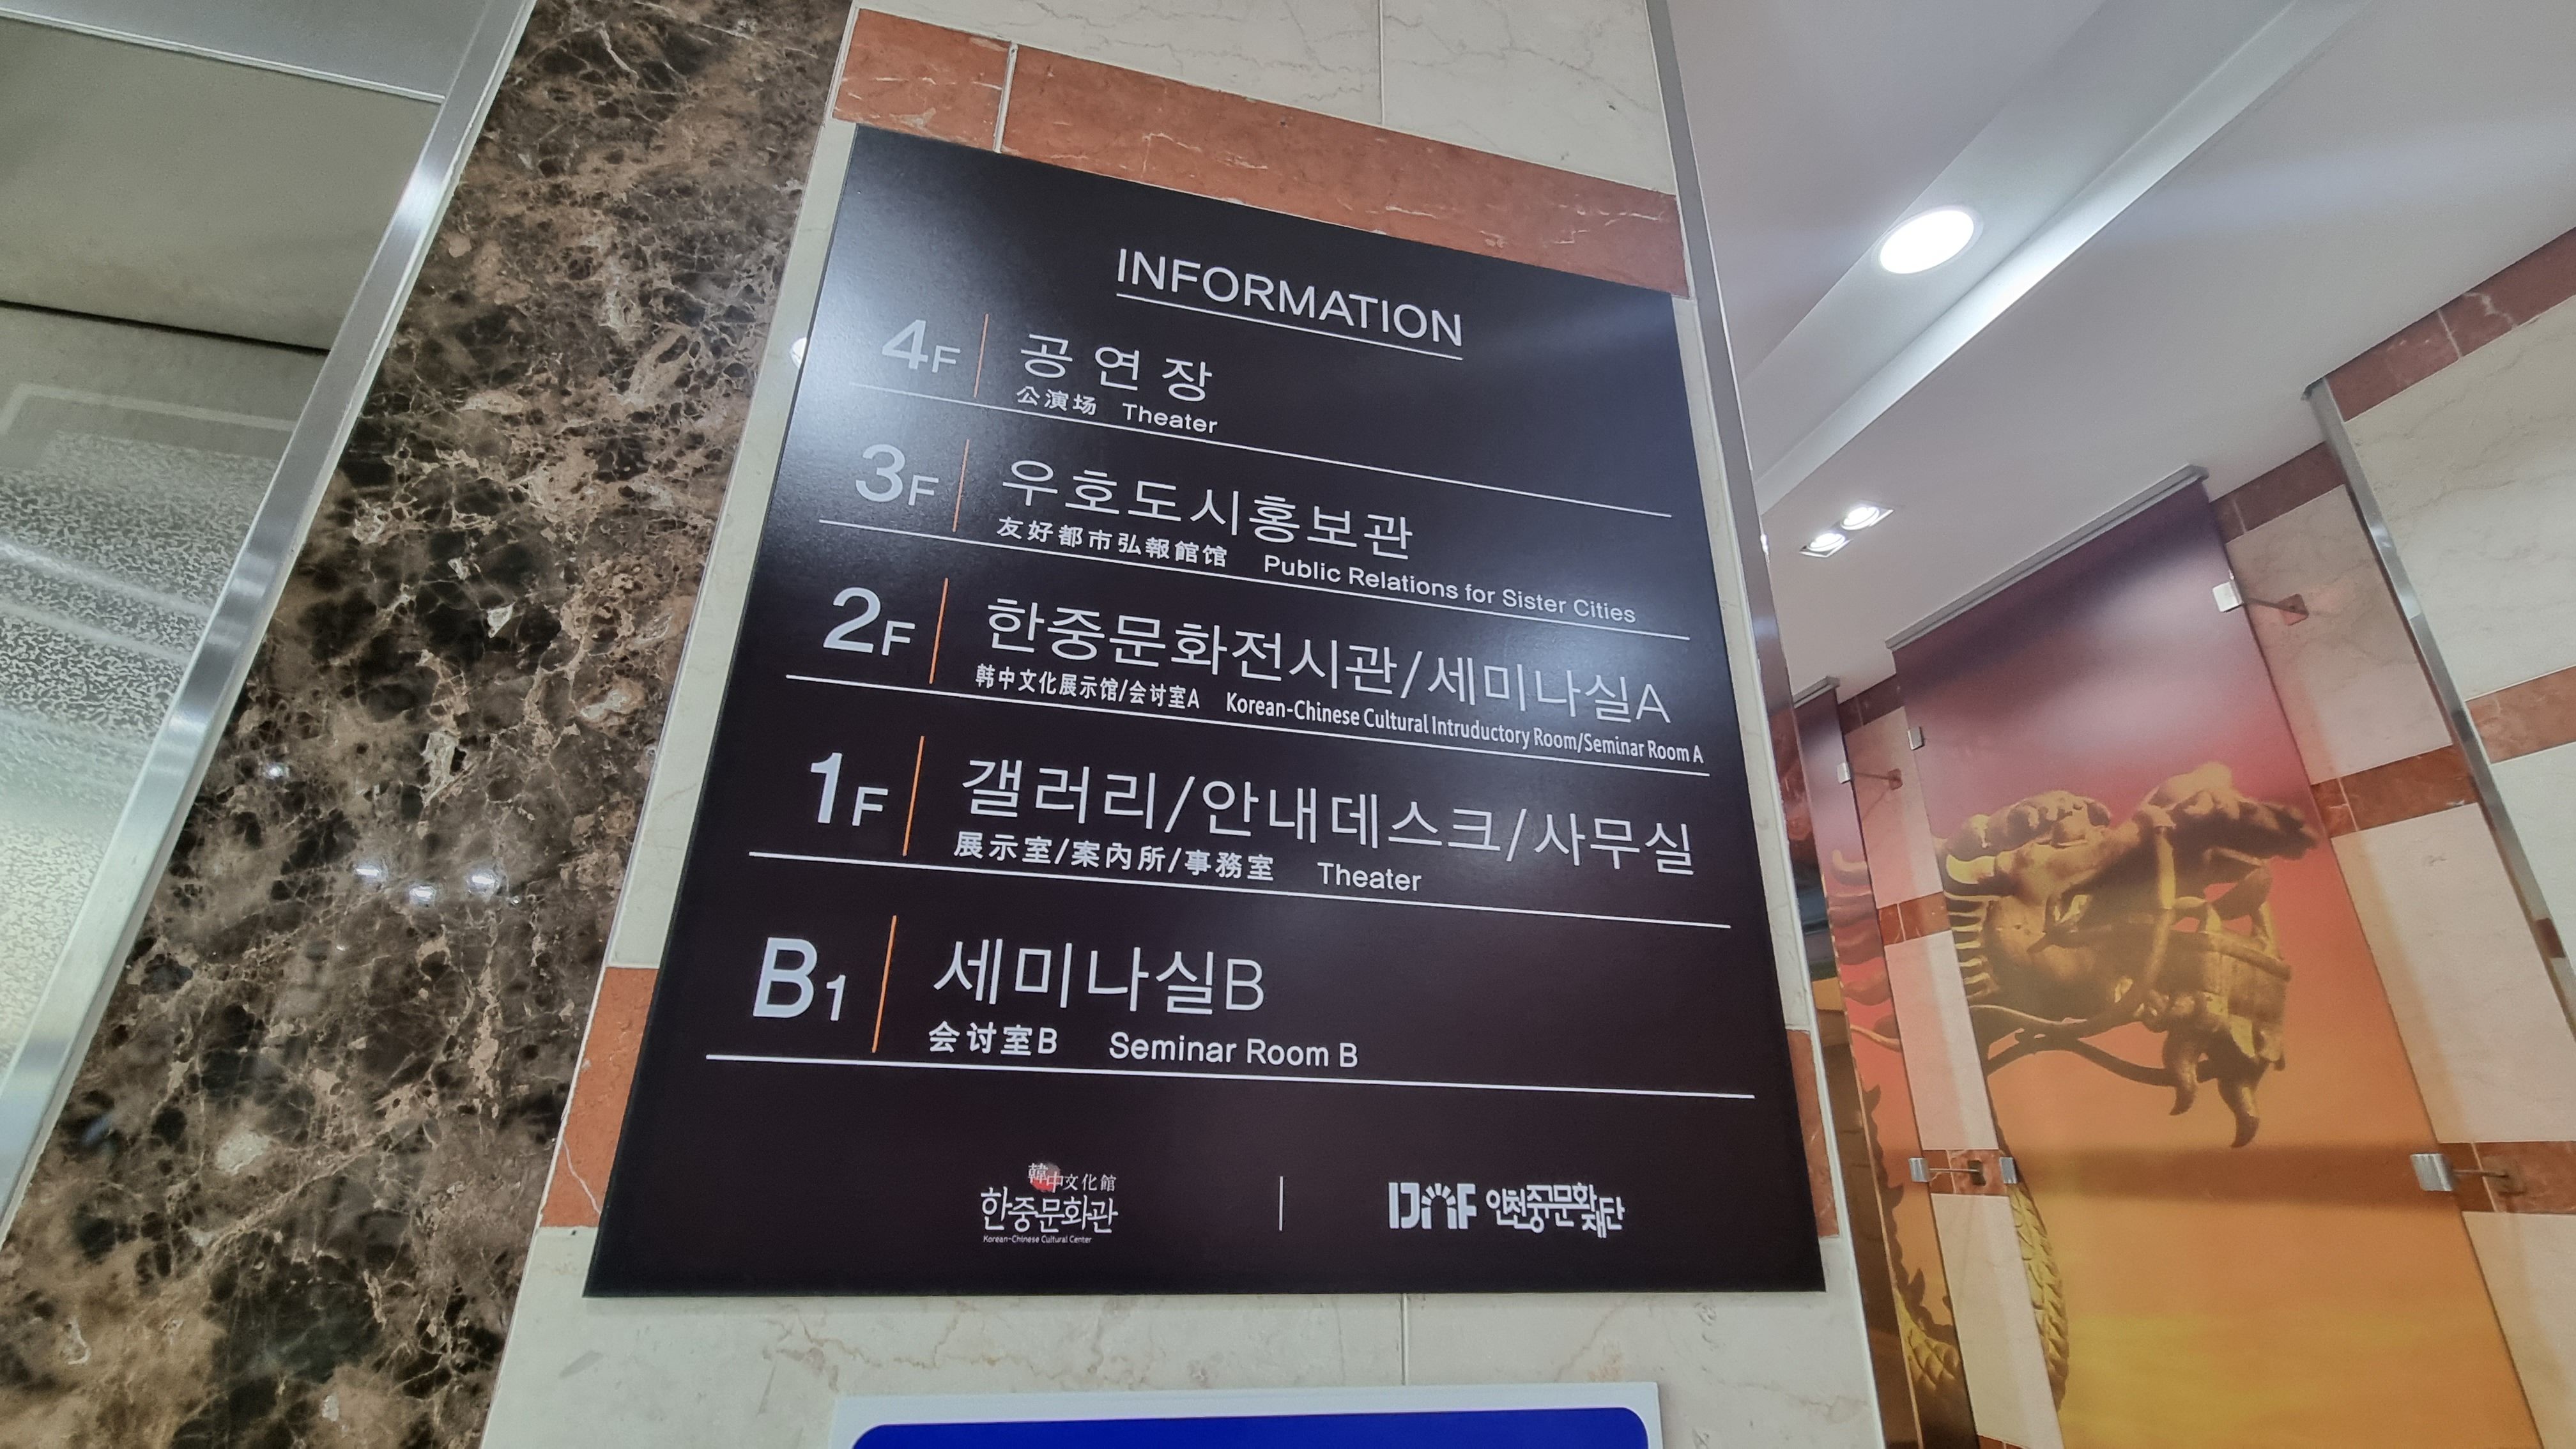 INFORMATION
4F 공 연 장
公演场 Theater
3F 우호도시홍보관
友好都市弘報館馆 Public Relations for Sister Cities
2F 한중문화전시관/세미나실A
韩中文化展示馆/会讨室A Korean-Chinese Cultural Intruductory Room/Seminar Room A
1F 갤러리/안내데스크/사무실
展示室/案內所/事務室 Theater
B1 세미나실B
会讨室B Seminar Room B
韓中文化館
한중문화관
Korean-Chinese Cultural Center
IJCF 인천중구문화재단